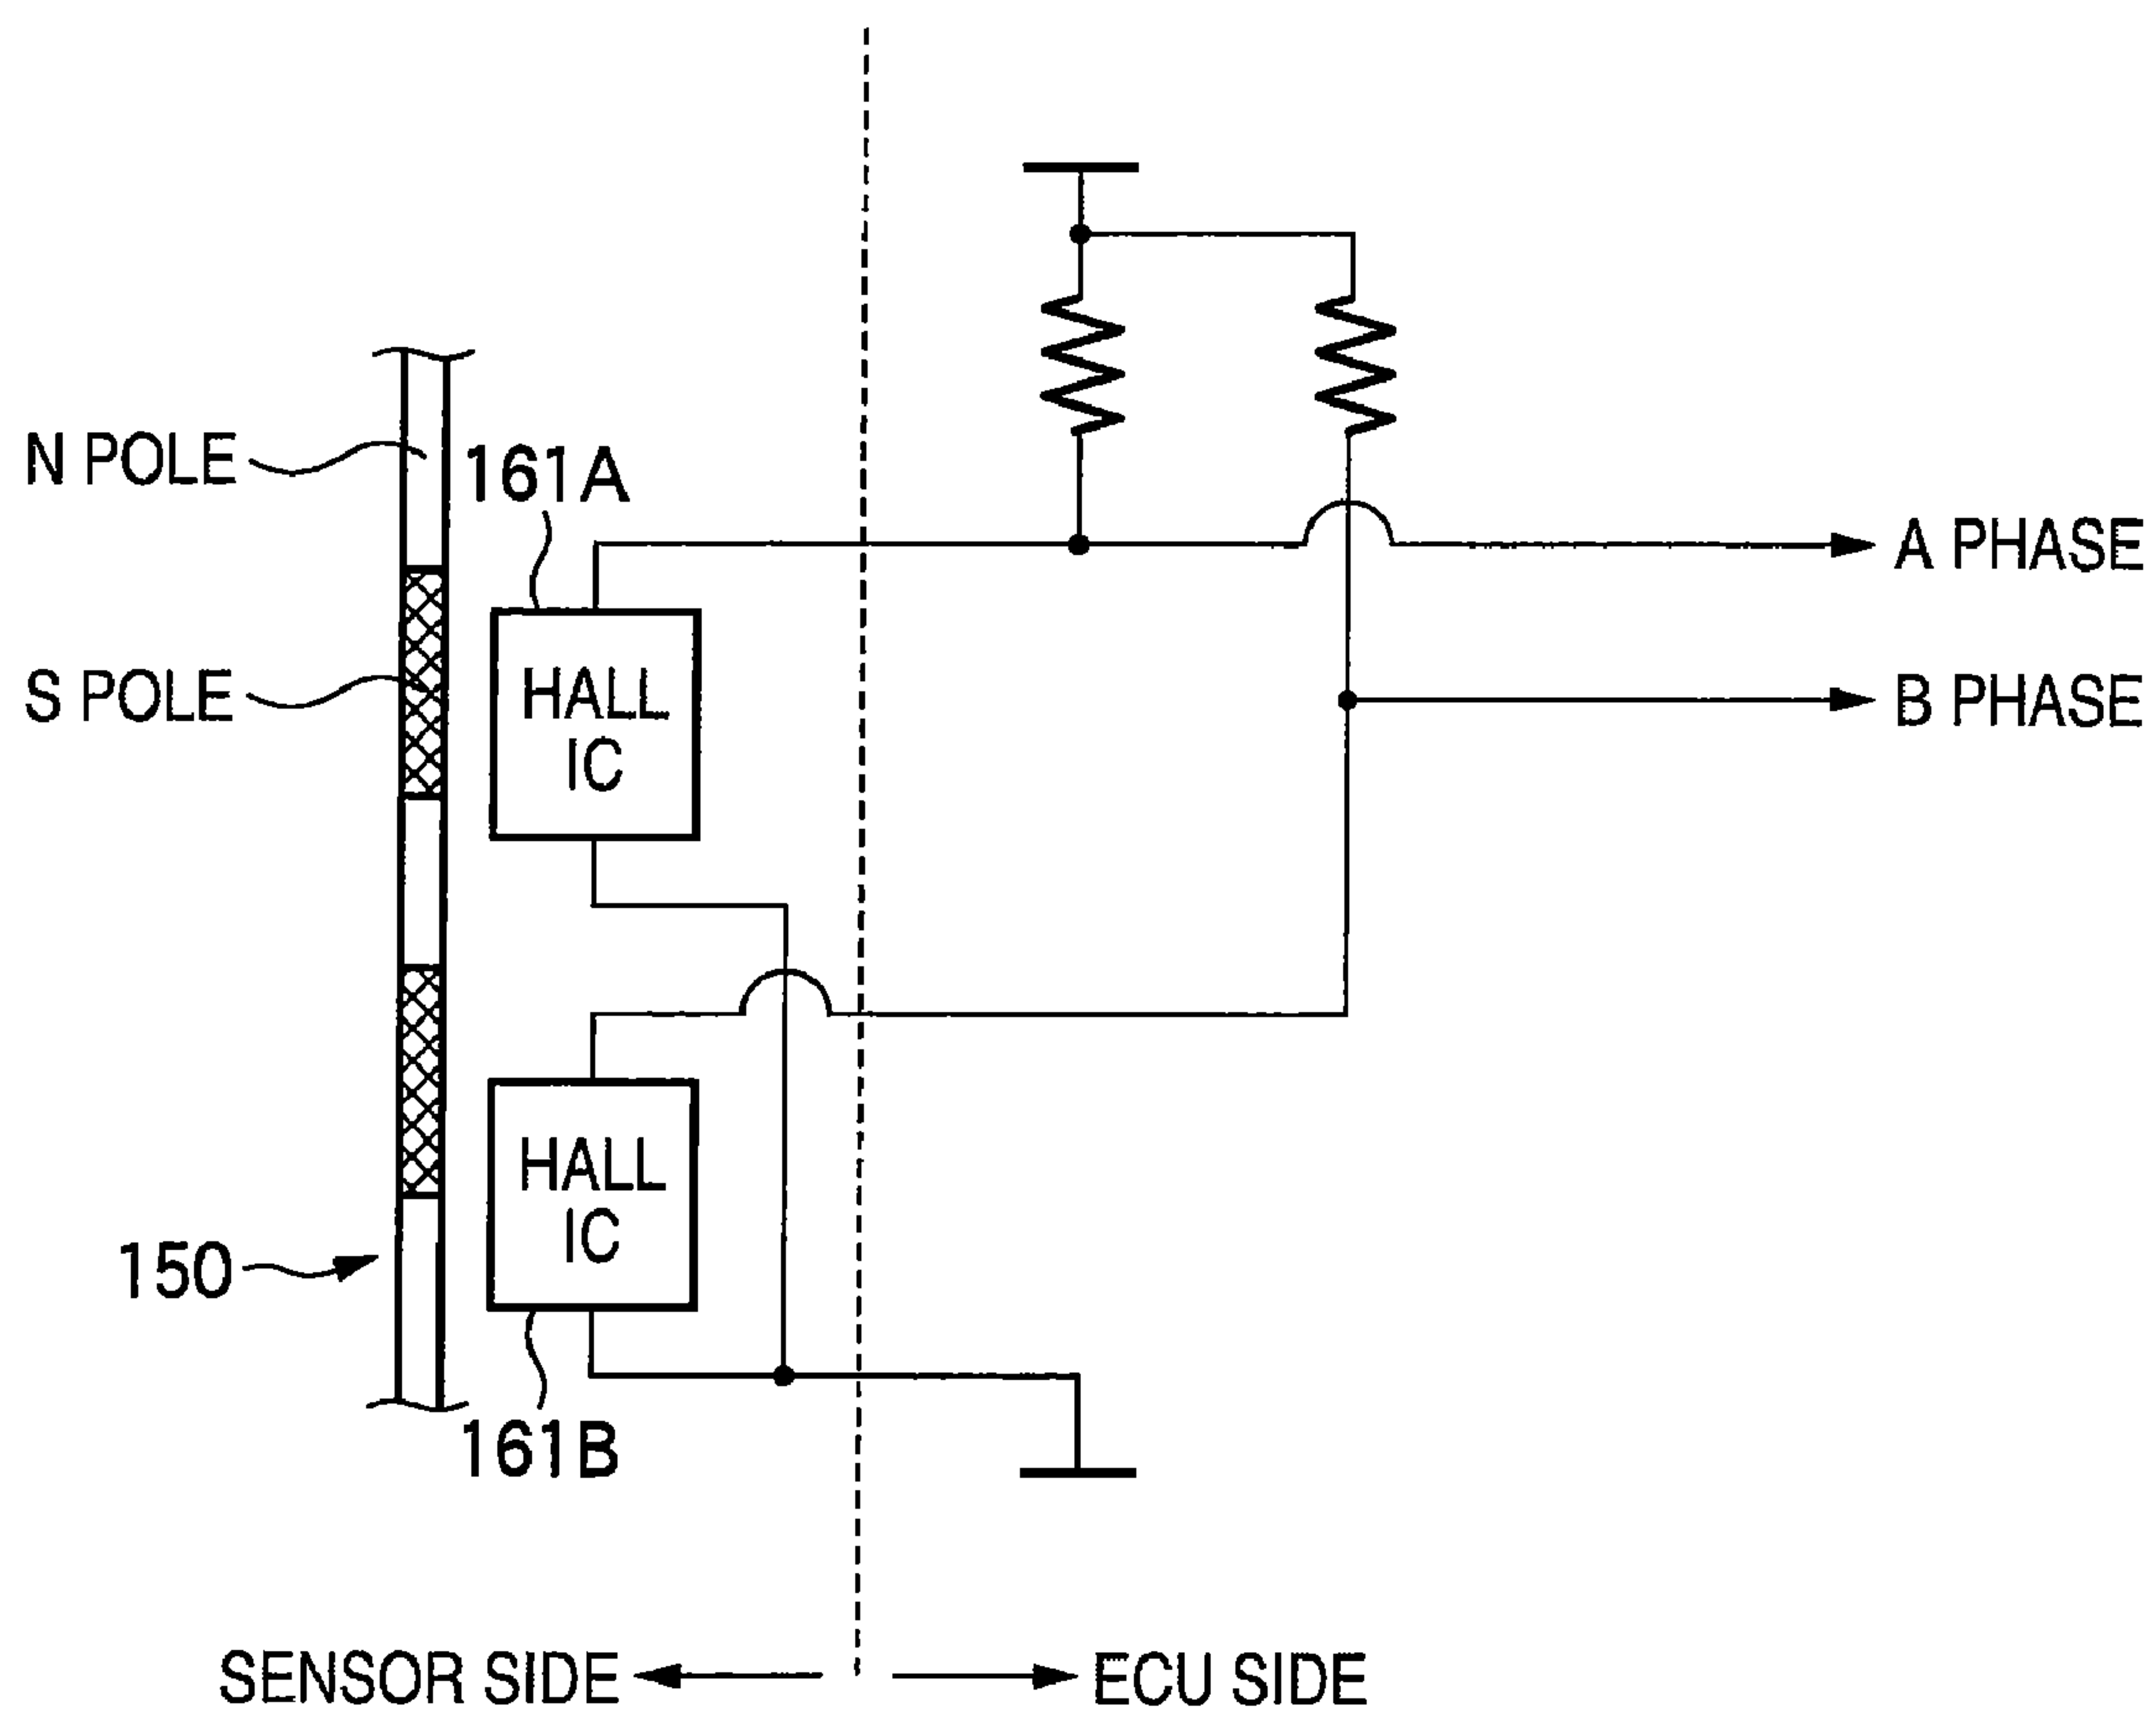 N POLE
161A
A PHASE
S POLE
HALL
IC
B PHASE
HALL
IC
150
161B
SENSOR SIDE
ECU SIDE